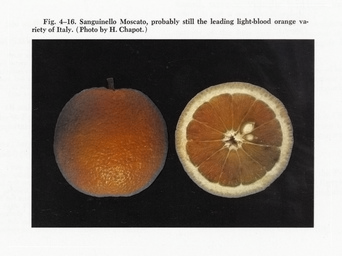 Fig. 4–16. Sanguinello Moscato, probably still the leading light-blood orange va-
riety of Italy. (Photo by H. Chapot.)